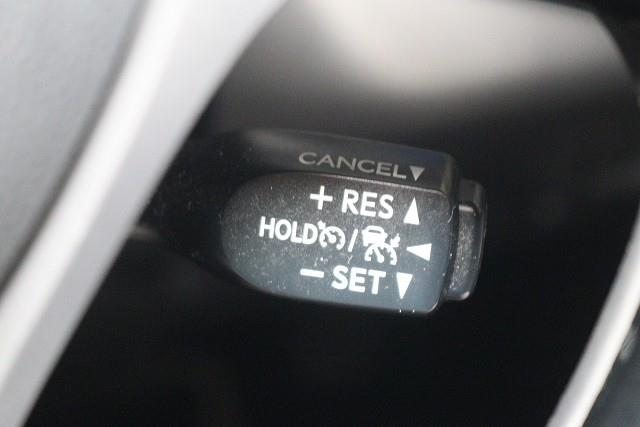 CANCEL▼
+ RES ▲
HOLD / ◀
− SET ▼